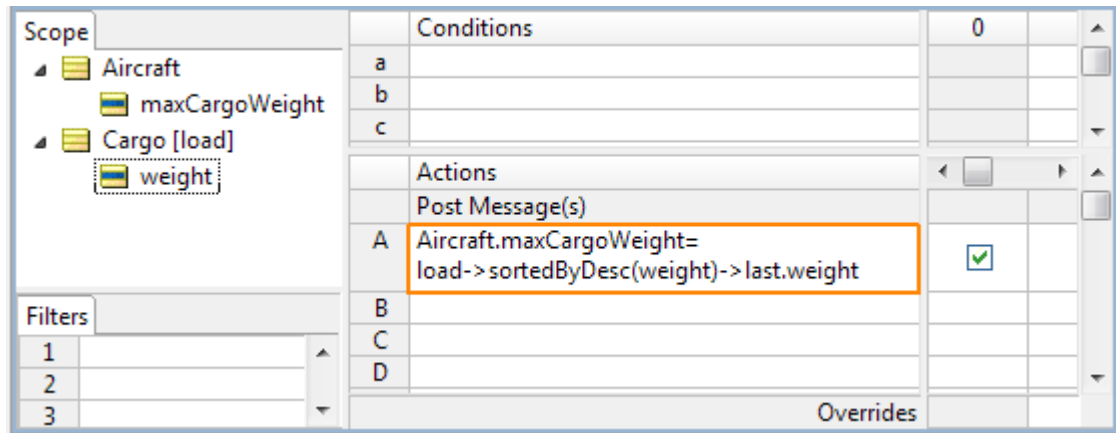 Scope
Aircraft
maxCargoWeight
Cargo [load]
weight
Filters
1
2
3
Conditions 0
a
b
c
Actions
Post Message(s)
A Aircraft.maxCargoWeight=
load->sortedByDesc(weight)->last.weight
B
C
D
Overrides